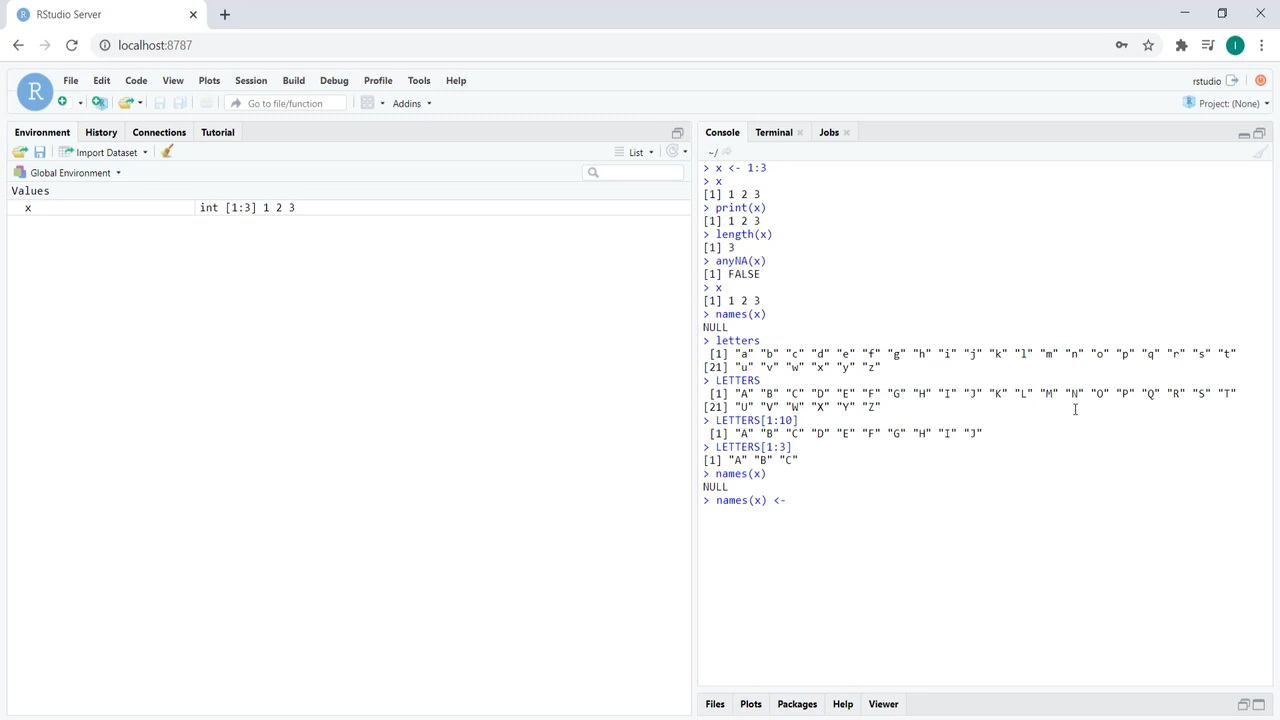 RStudio Server
localhost:8787
I
R
File Edit Code View Plots Session Build Debug Profile Tools Help
rstudio
Go to file/function
Addins
Project: (None)
Environment History Connections Tutorial
Import Dataset
List
Global Environment
Values
x int [1:3] 1 2 3
Console Terminal Jobs
~/
> x <- 1:3
> x
[1] 1 2 3
> print(x)
[1] 1 2 3
> length(x)
[1] 3
> anyNA(x)
[1] FALSE
> x
[1] 1 2 3
> names(x)
NULL
> letters
[1] "a" "b" "c" "d" "e" "f" "g" "h" "i" "j" "k" "l" "m" "n" "o" "p" "q" "r" "s" "t"
[21] "u" "v" "w" "x" "y" "z"
> LETTERS
[1] "A" "B" "C" "D" "E" "F" "G" "H" "I" "J" "K" "L" "M" "N" "O" "P" "Q" "R" "S" "T"
[21] "U" "V" "W" "X" "Y" "Z"
> LETTERS[1:10]
[1] "A" "B" "C" "D" "E" "F" "G" "H" "I" "J"
> LETTERS[1:3]
[1] "A" "B" "C"
> names(x)
NULL
> names(x) <-
Files Plots Packages Help Viewer